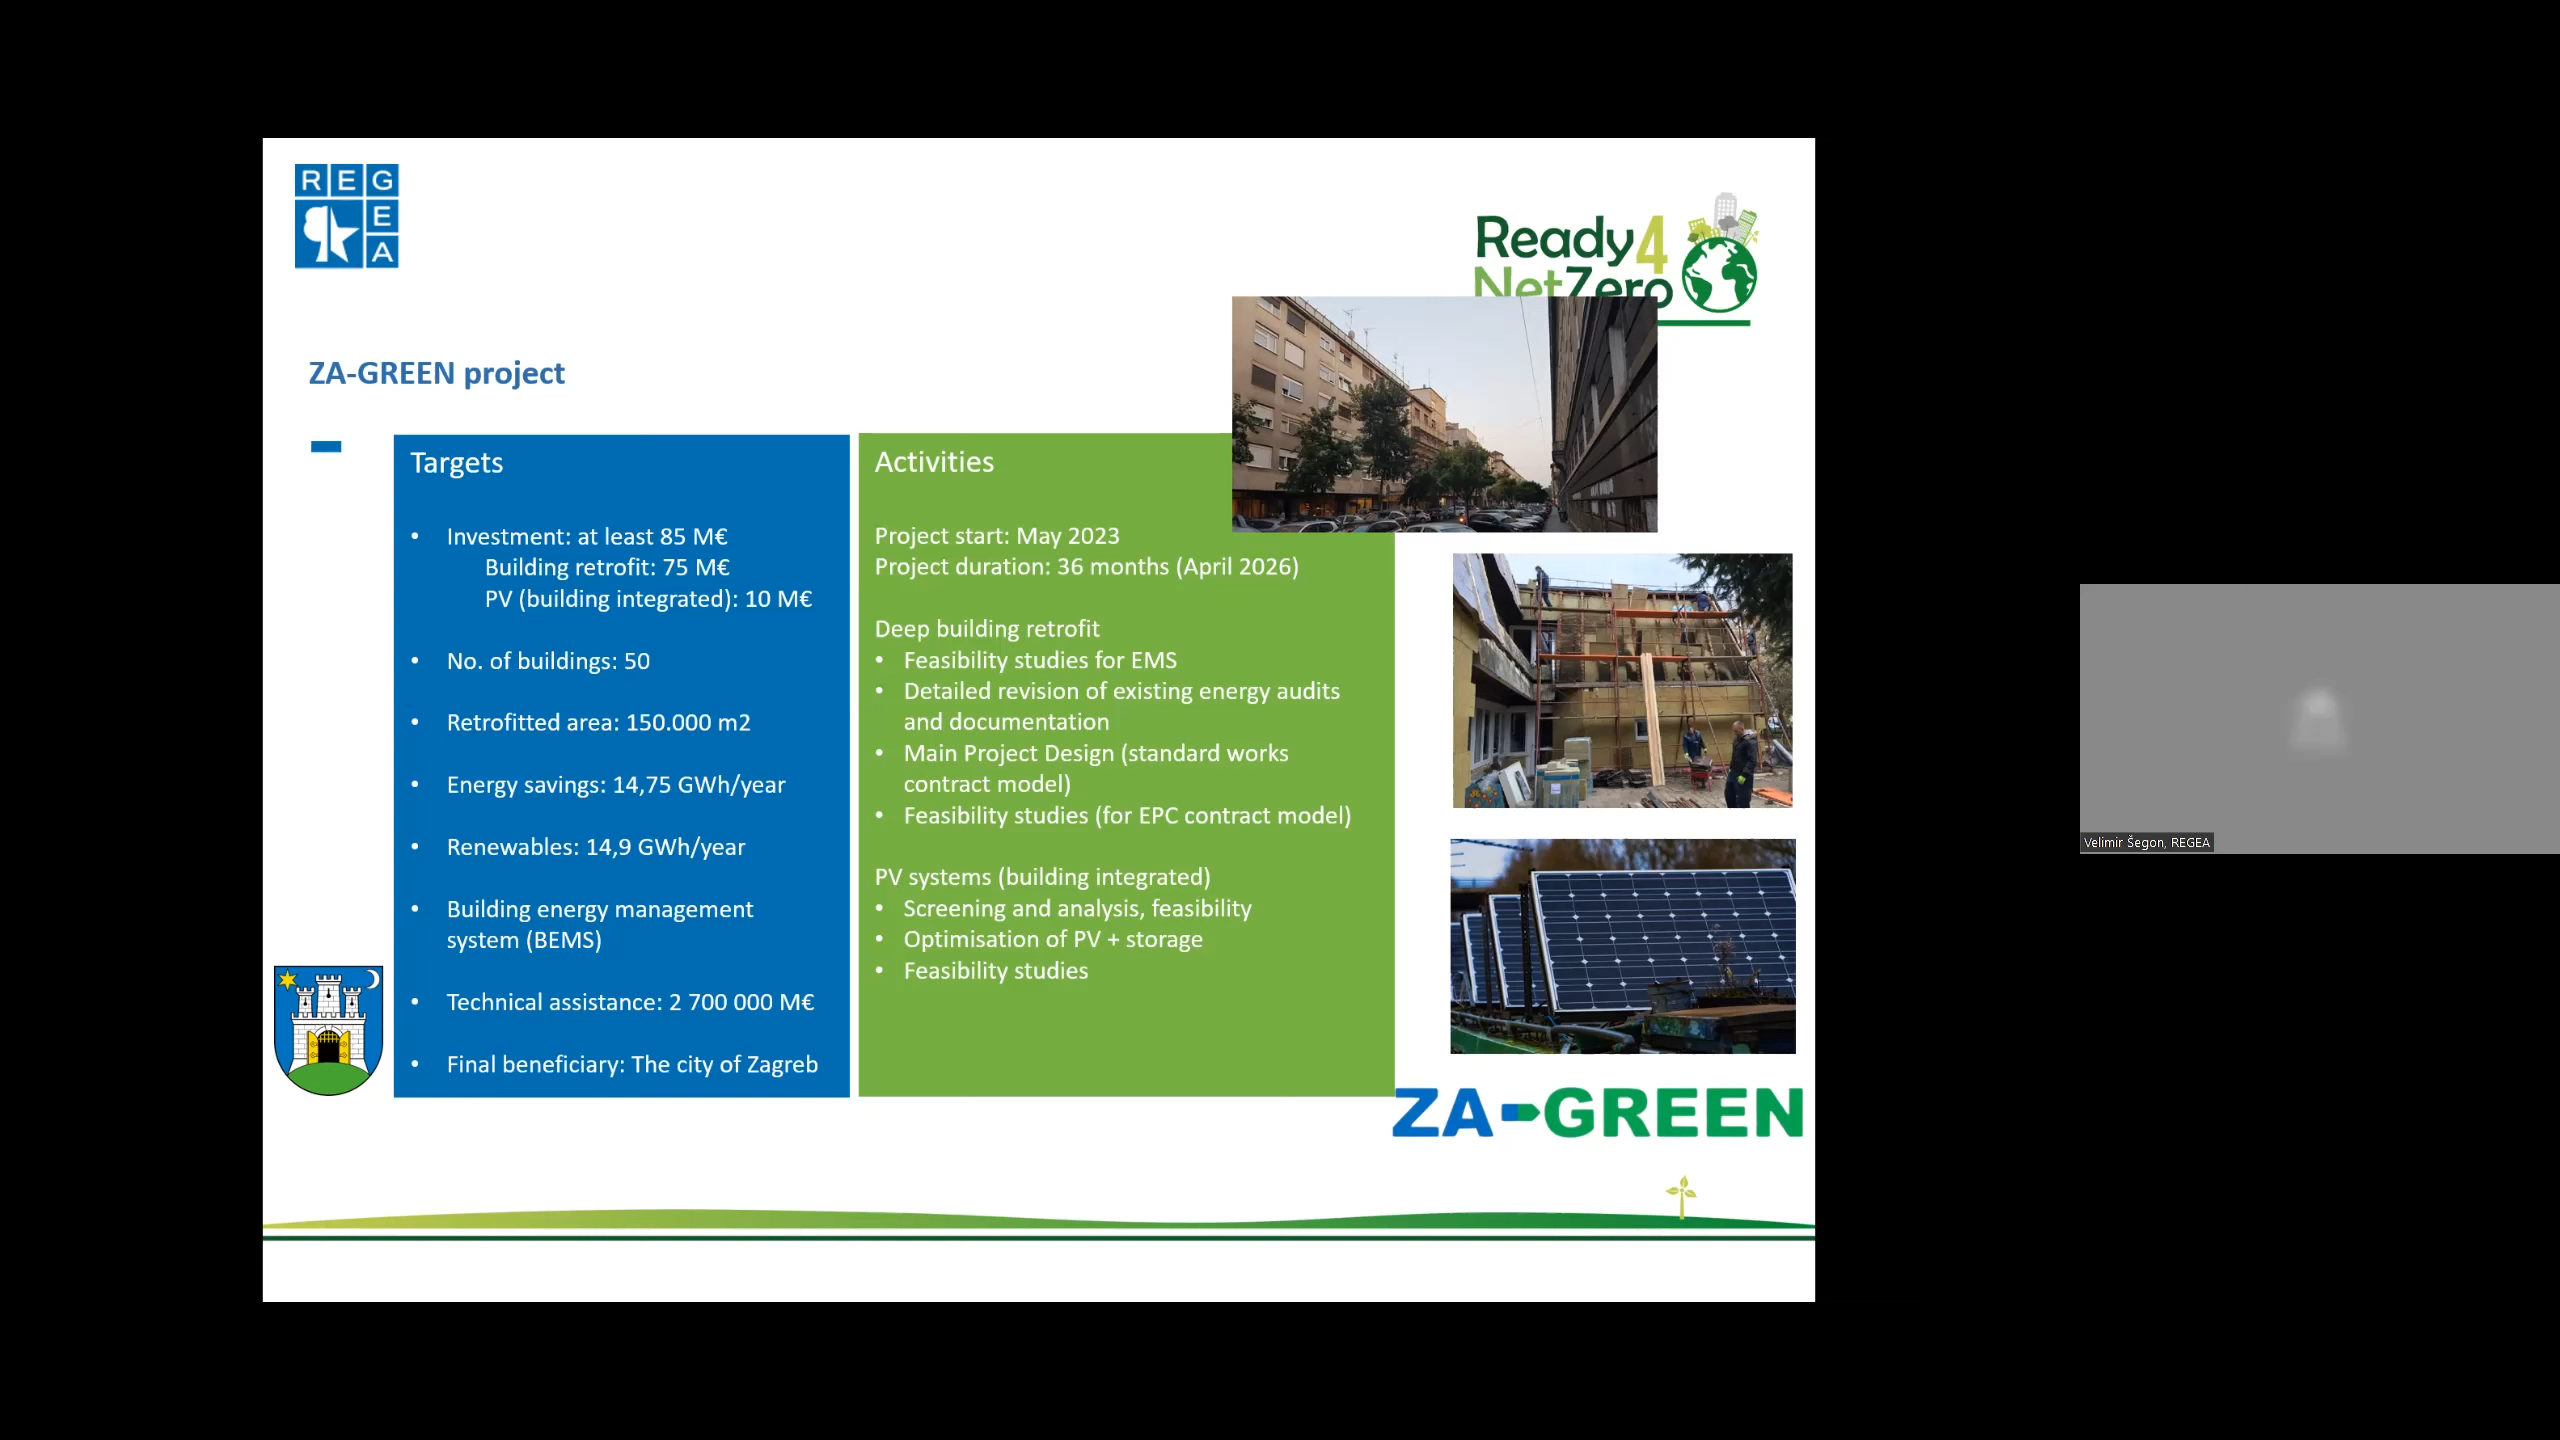 REG
E
A
Ready4
NetZero
ZA-GREEN project
Targets
• Investment: at least 85 M€
Building retrofit: 75 M€
PV (building integrated): 10 M€
• No. of buildings: 50
• Retrofitted area: 150.000 m2
• Energy savings: 14,75 GWh/year
• Renewables: 14,9 GWh/year
• Building energy management
system (BEMS)
• Technical assistance: 2 700 000 M€
• Final beneficiary: The city of Zagreb
Activities
Project start: May 2023
Project duration: 36 months (April 2026)
Deep building retrofit
• Feasibility studies for EMS
• Detailed revision of existing energy audits
and documentation
• Main Project Design (standard works
contract model)
• Feasibility studies (for EPC contract model)
PV systems (building integrated)
• Screening and analysis, feasibility
• Optimisation of PV + storage
• Feasibility studies
ZA-GREEN
Velimir Šegon, REGEA